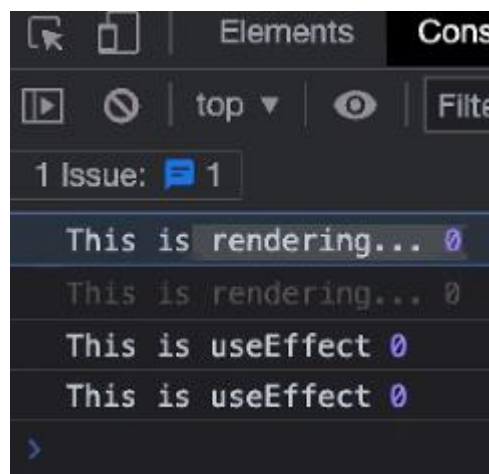 Elements Cons
top ▼ Filte
1 Issue: 1
This is rendering... 0
This is rendering... 0
This is useEffect 0
This is useEffect 0
>